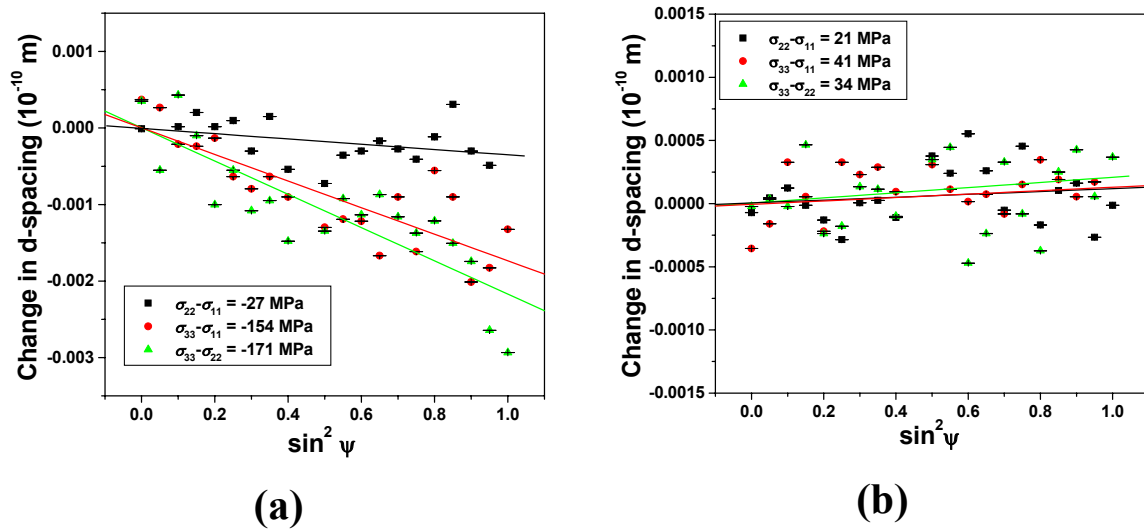 0.001
0.000
-0.001
-0.002
-0.003
Change in d-spacing (10⁻¹⁰ m)
σ₂₂-σ₁₁ = -27 MPa
σ₃₃-σ₁₁ = -154 MPa
σ₃₃-σ₂₂ = -171 MPa
0.0 0.2 0.4 0.6 0.8 1.0
sin² ψ
(a)
0.0015
0.0010
0.0005
0.0000
-0.0005
-0.0010
-0.0015
Change in d-spacing (10⁻¹⁰ m)
σ₂₂-σ₁₁ = 21 MPa
σ₃₃-σ₁₁ = 41 MPa
σ₃₃-σ₂₂ = 34 MPa
0.0 0.2 0.4 0.6 0.8 1.0
sin² ψ
(b)